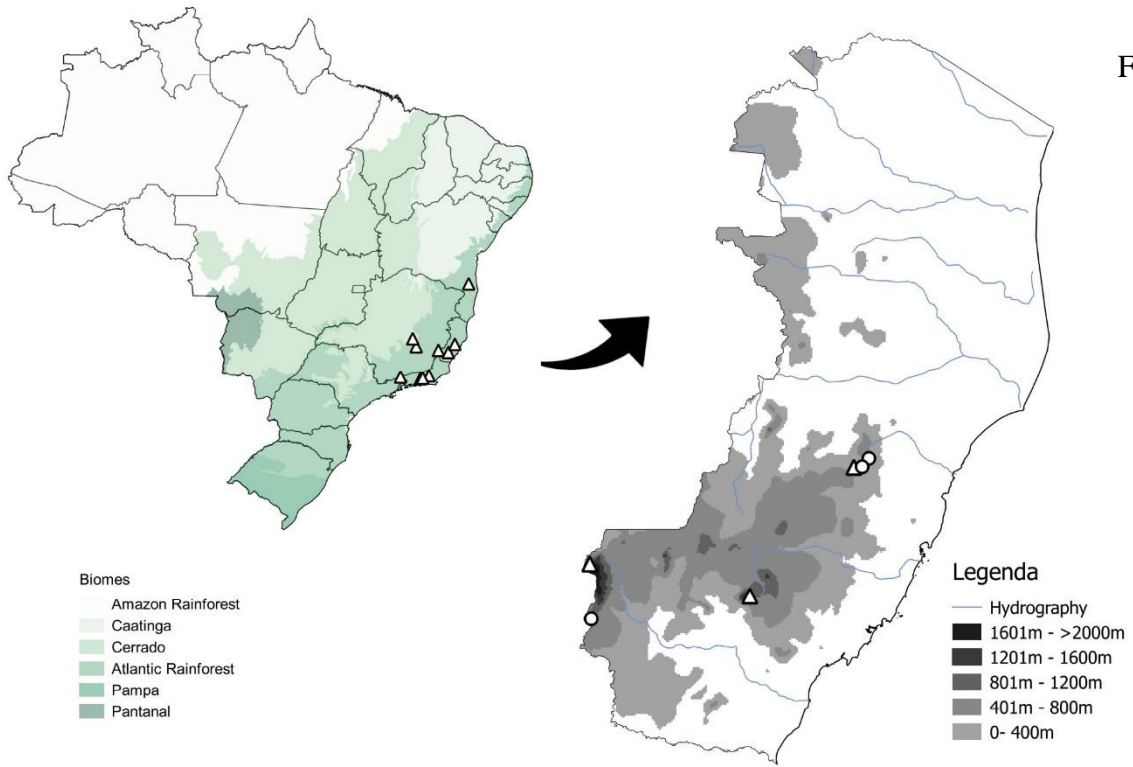 F
Biomes
Amazon Rainforest
Caatinga
Cerrado
Atlantic Rainforest
Pampa
Pantanal
Legenda
Hydrography
1601m - >2000m
1201m - 1600m
801m - 1200m
401m - 800m
0- 400m